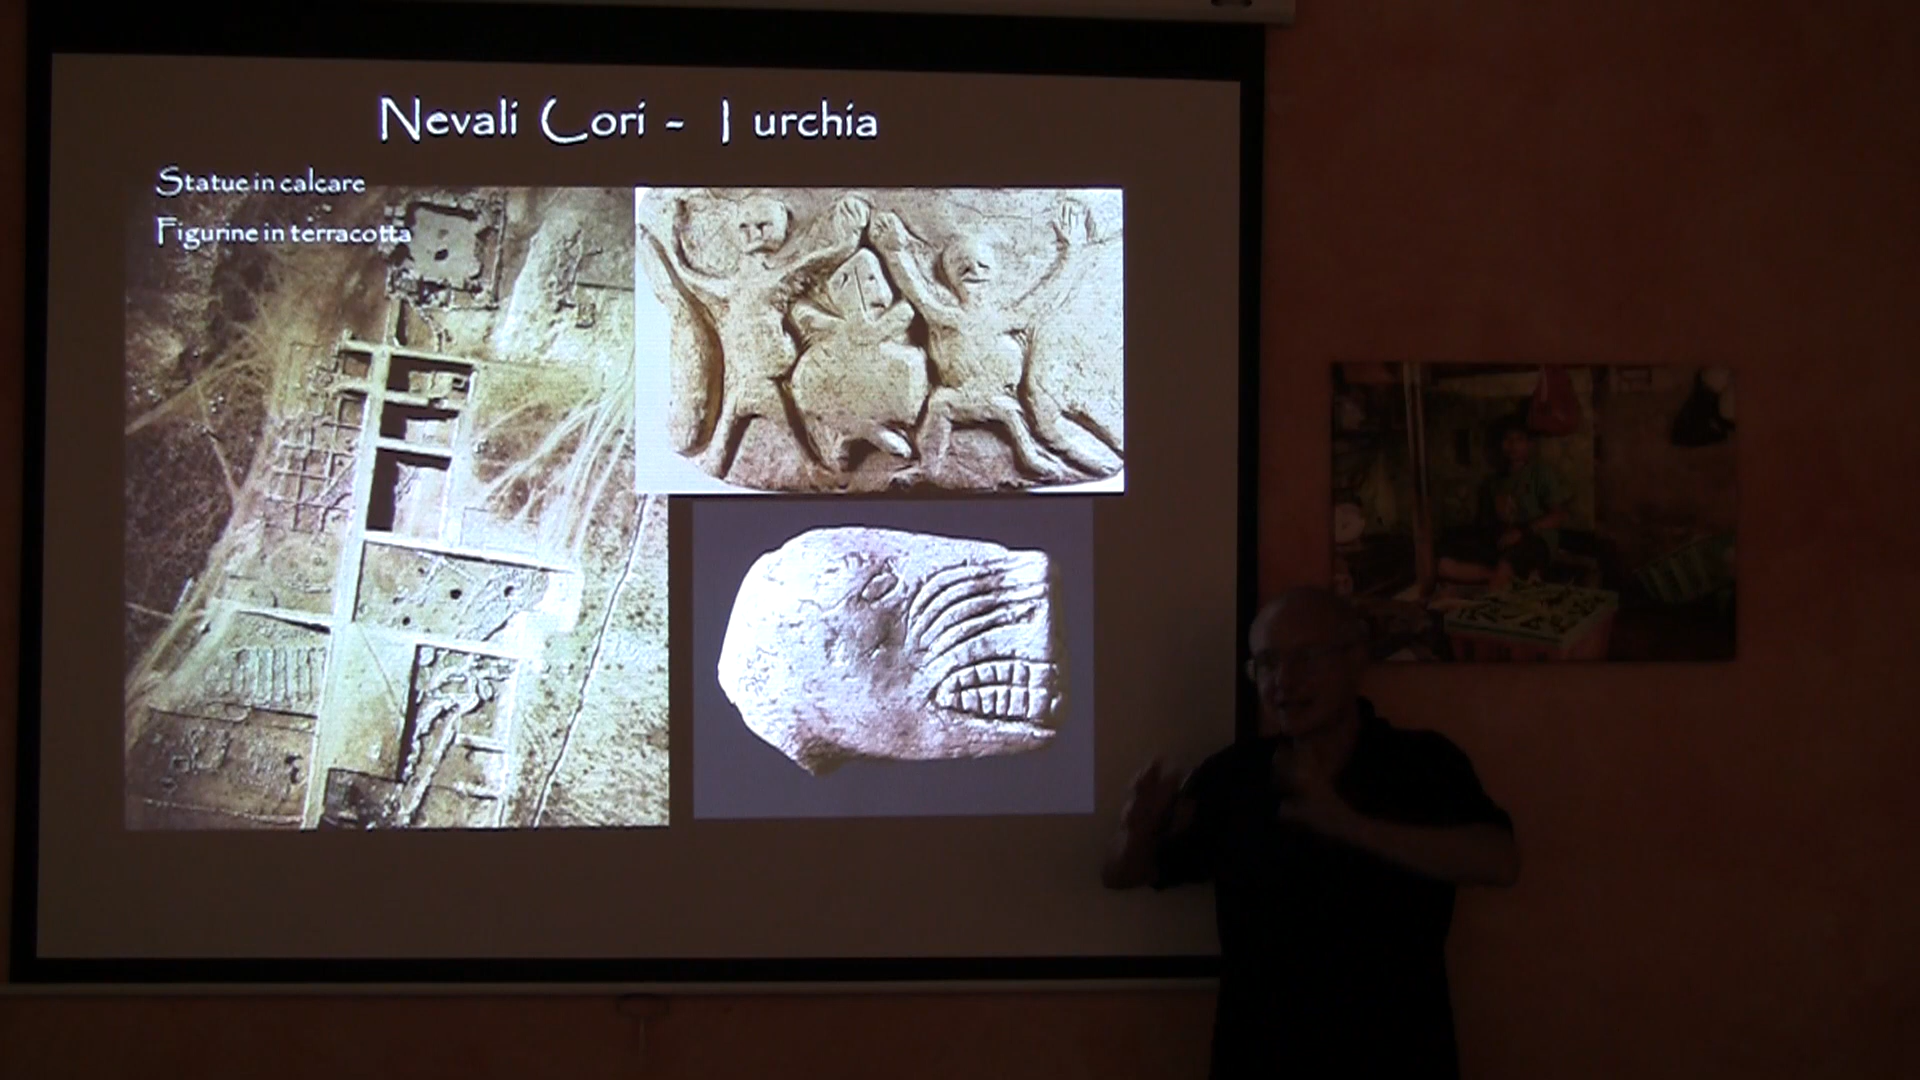 Nevali Cori - Turchia
Statue in calcare
Figurine in terracotta